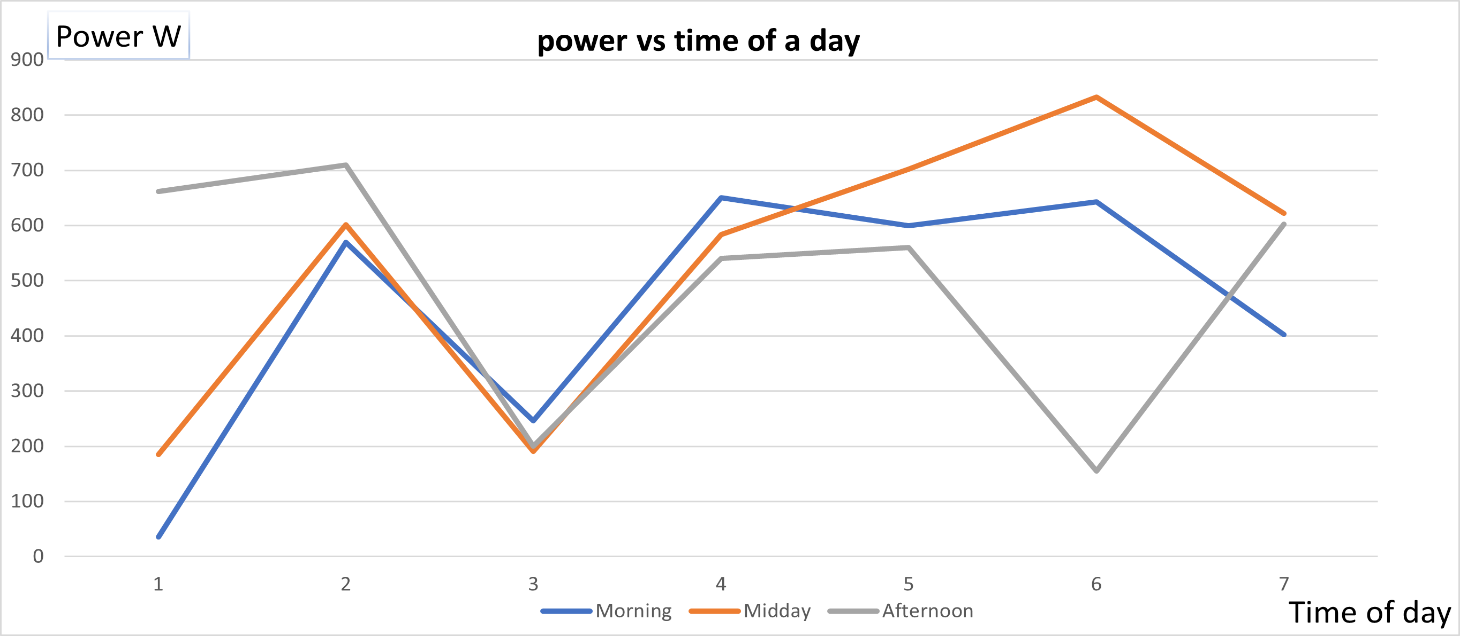 Power W
power vs time of a day
900
800
700
600
500
400
300
200
100
0
1 2 3 4 5 6 7
Morning Midday Afternoon
Time of day